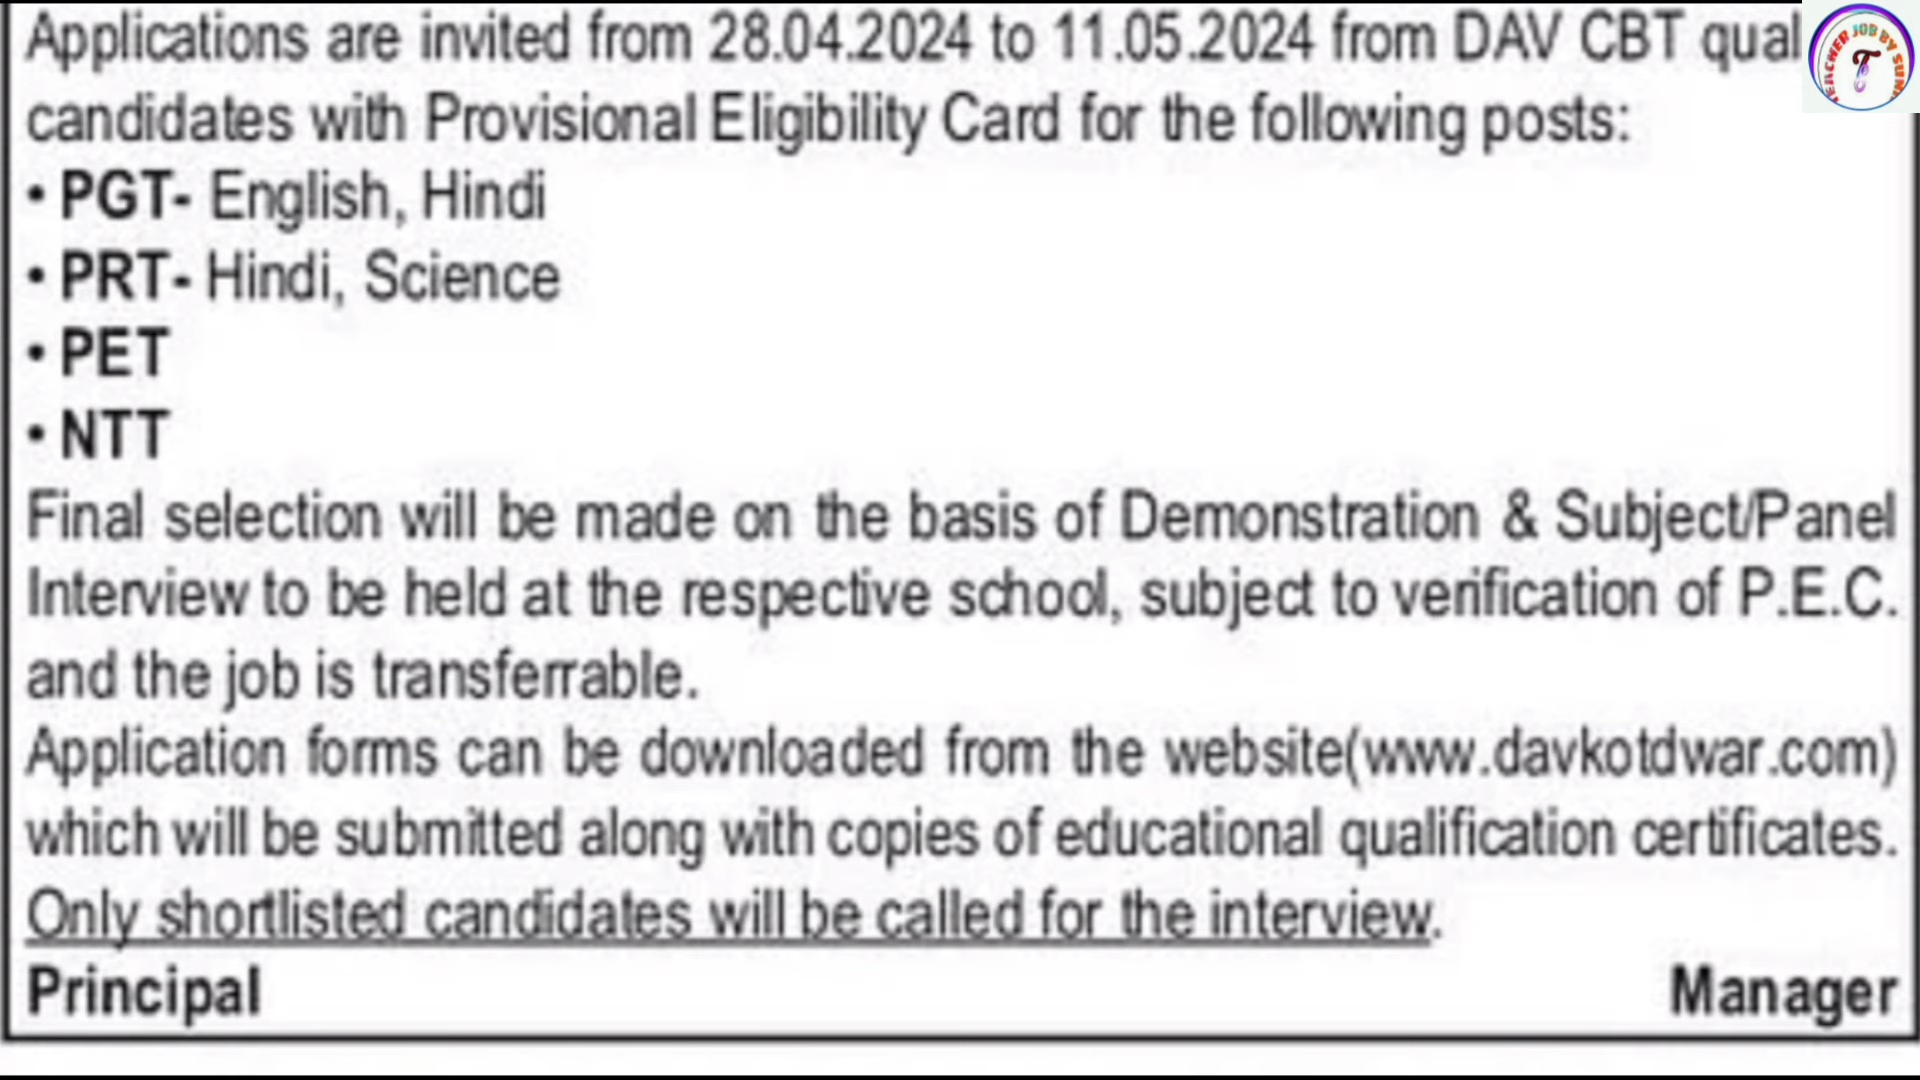 Applications are invited from 28.04.2024 to 11.05.2024 from DAV CBT qual
candidates with Provisional Eligibility Card for the following posts:
• PGT- English, Hindi
• PRT- Hindi, Science
• PET
• NTT
Final selection will be made on the basis of Demonstration & Subject/Panel
Interview to be held at the respective school, subject to verification of P.E.C.
and the job is transferrable.
Application forms can be downloaded from the website(www.davkotdwar.com)
which will be submitted along with copies of educational qualification certificates.
Only shortlisted candidates will be called for the interview.
Principal Manager
TEACHER JOB BY SUN
T